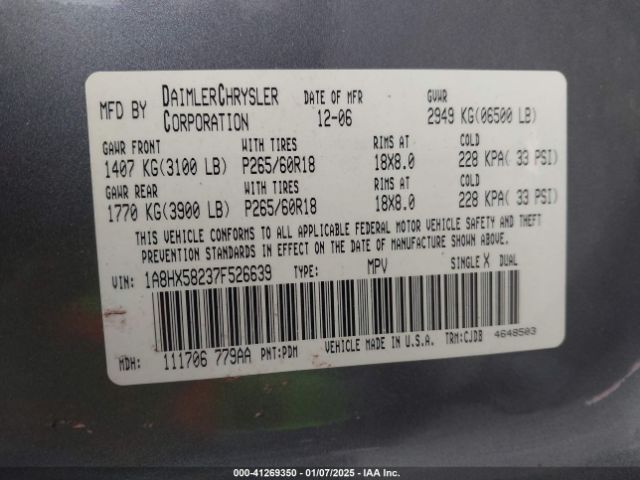 MFD BY DAIMLERCHRYSLER CORPORATION DATE OF MFR 12-06 GVWR 2949 KG(06500 LB)
GAWR FRONT WITH TIRES RIMS AT COLD
1407 KG(3100 LB) P265/60R18 18X8.0 228 KPA( 33 PSI)
GAWR REAR WITH TIRES RIMS AT COLD
1770 KG(3900 LB) P265/60R18 18X8.0 228 KPA( 33 PSI)
THIS VEHICLE CONFORMS TO ALL APPLICABLE FEDERAL MOTOR VEHICLE SAFETY AND THEFT
PREVENTION STANDARDS IN EFFECT ON THE DATE OF MANUFACTURE SHOWN ABOVE.
VIN: 1A8HX58237F526639 TYPE: MPV SINGLE X DUAL
MDH: 111706 779AA PNT:PDM VEHICLE MADE IN U.S.A. TRM:CJDB 4648503
000-41269350 - 01/07/2025 - IAA Inc.